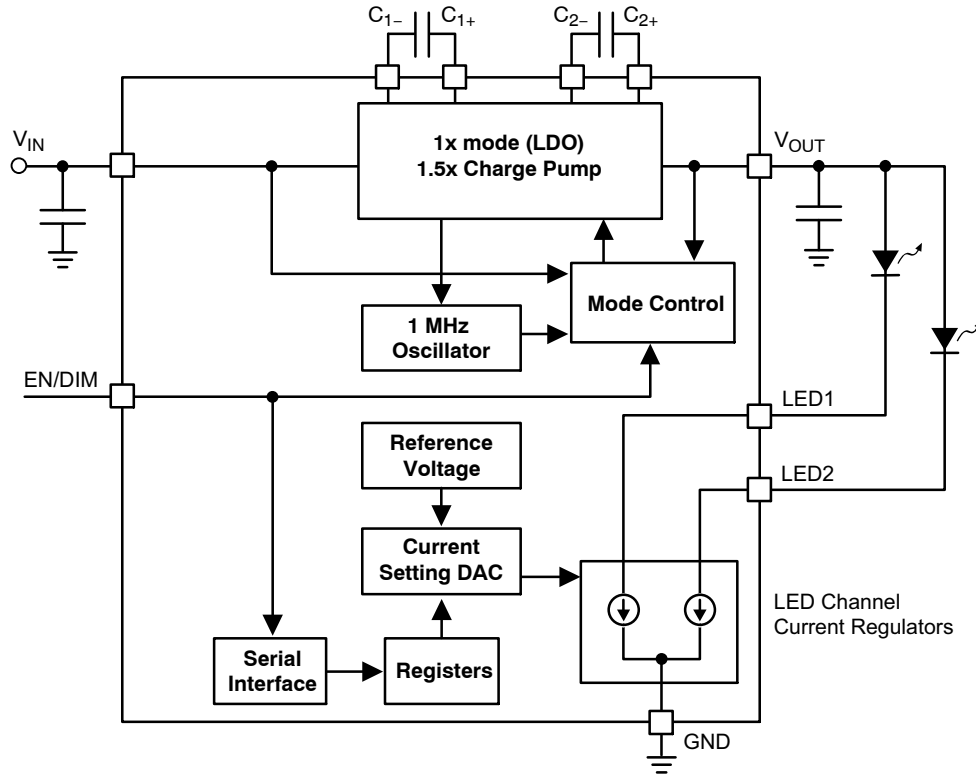 C1– C1+ C2– C2+
VIN
1x mode (LDO)
1.5x Charge Pump
VOUT
Mode Control
1 MHz
Oscillator
EN/DIM
LED1
Reference
Voltage
LED2
Current
Setting DAC
LED Channel
Current Regulators
Serial
Interface
Registers
GND